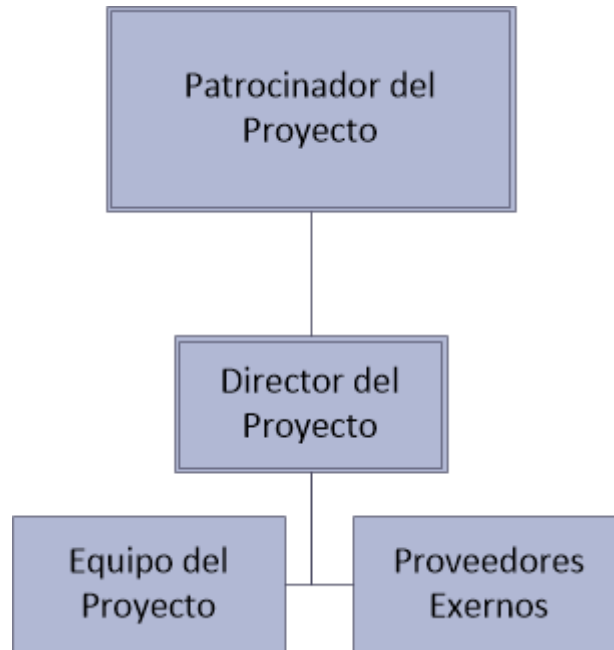 Patrocinador del
Proyecto
Director del
Proyecto
Equipo del
Proyecto
Proveedores
Exernos